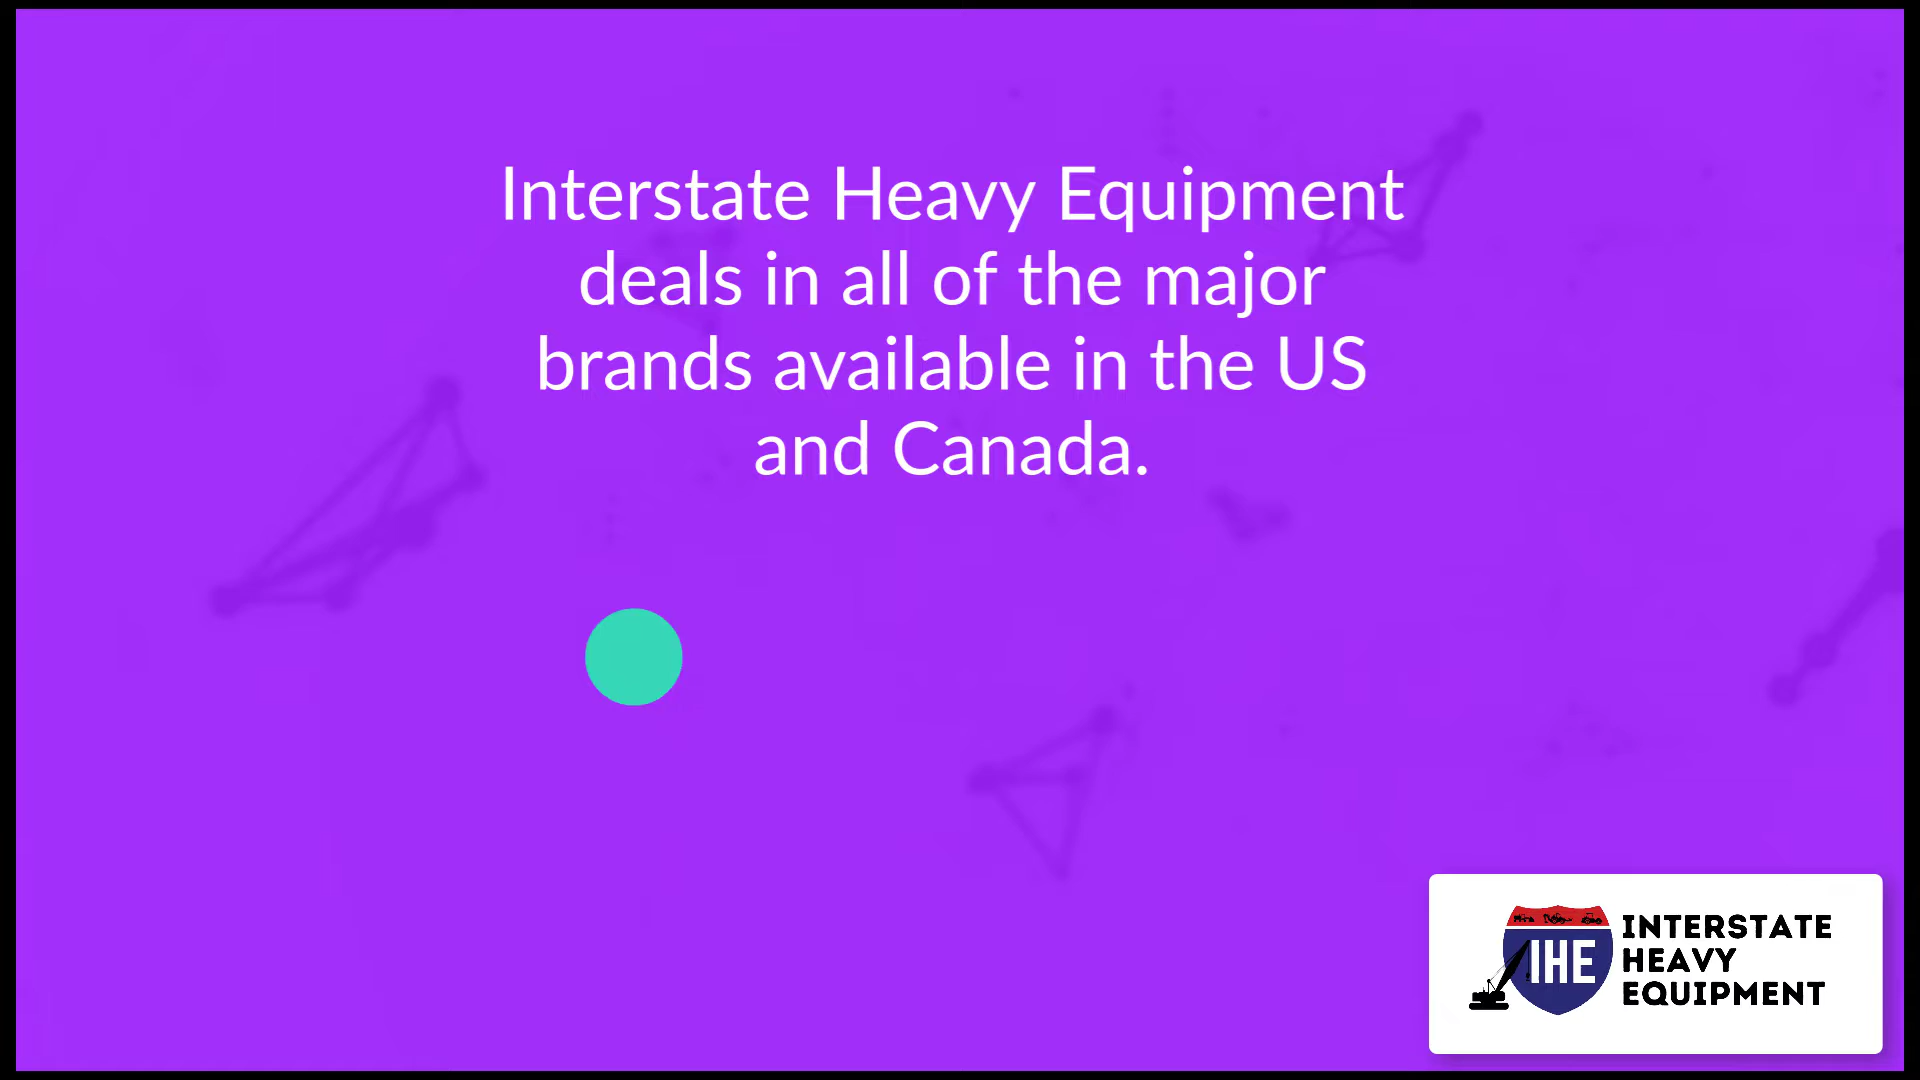 Interstate Heavy Equipment
deals in all of the major
brands available in the US
and Canada.
IHE
INTERSTATE
HEAVY
EQUIPMENT